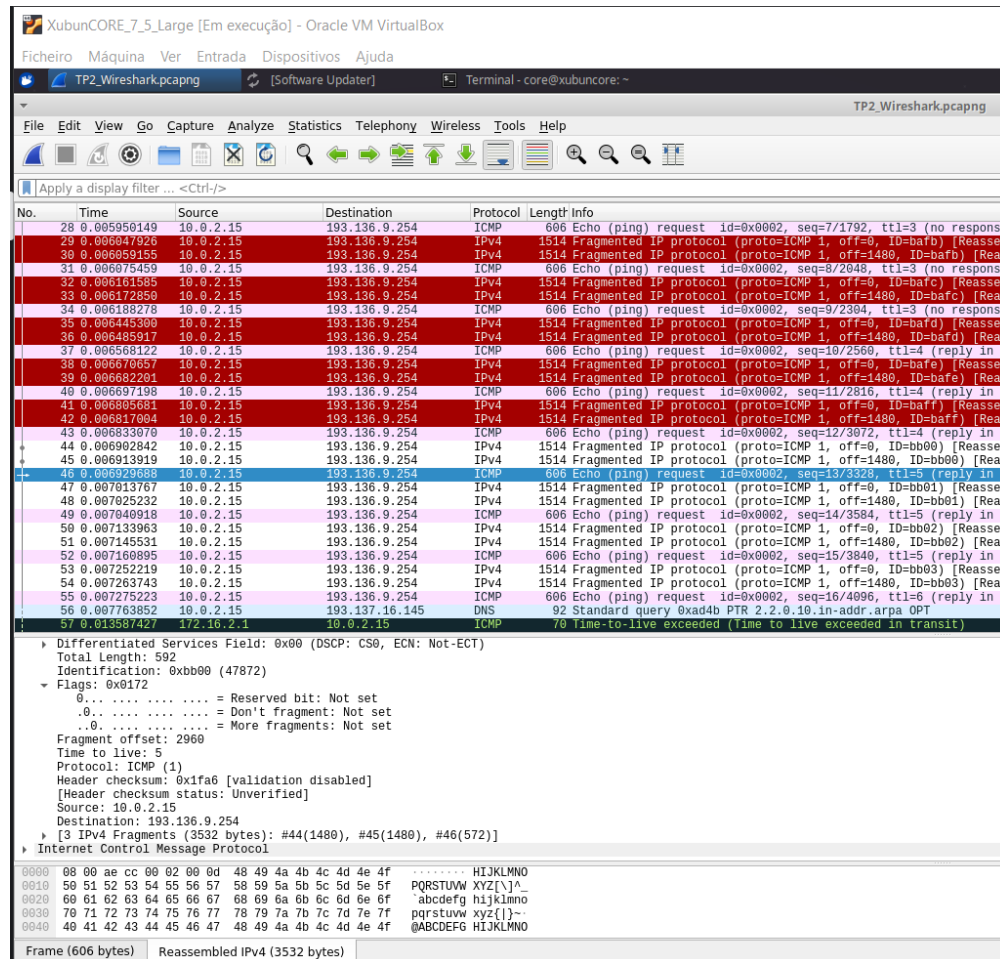 XubunCORE_7_5_Large [Em execução] - Oracle VM VirtualBox
Ficheiro Máquina Ver Entrada Dispositivos Ajuda
TP2_Wireshark.pcapng [Software Updater] Terminal - core@xubuncore: ~
TP2_Wireshark.pcapng
File Edit View Go Capture Analyze Statistics Telephony Wireless Tools Help
Apply a display filter ... <Ctrl-/>
No. Time Source Destination Protocol Length Info
28 0.005950149 10.0.2.15 193.136.9.254 ICMP 606 Echo (ping) request id=0x0002, seq=7/1792, ttl=3 (no respons
29 0.006047926 10.0.2.15 193.136.9.254 IPv4 1514 Fragmented IP protocol (proto=ICMP 1, off=0, ID=bafb) [Reasse
30 0.006059155 10.0.2.15 193.136.9.254 IPv4 1514 Fragmented IP protocol (proto=ICMP 1, off=1480, ID=bafb) [Rea
31 0.006075459 10.0.2.15 193.136.9.254 ICMP 606 Echo (ping) request id=0x0002, seq=8/2048, ttl=3 (no respons
32 0.006161585 10.0.2.15 193.136.9.254 IPv4 1514 Fragmented IP protocol (proto=ICMP 1, off=0, ID=bafc) [Reasse
33 0.006172850 10.0.2.15 193.136.9.254 IPv4 1514 Fragmented IP protocol (proto=ICMP 1, off=1480, ID=bafc) [Rea
34 0.006188278 10.0.2.15 193.136.9.254 ICMP 606 Echo (ping) request id=0x0002, seq=9/2304, ttl=3 (no respons
35 0.006445300 10.0.2.15 193.136.9.254 IPv4 1514 Fragmented IP protocol (proto=ICMP 1, off=0, ID=bafd) [Reasse
36 0.006485917 10.0.2.15 193.136.9.254 IPv4 1514 Fragmented IP protocol (proto=ICMP 1, off=1480, ID=bafd) [Rea
37 0.006568122 10.0.2.15 193.136.9.254 ICMP 606 Echo (ping) request id=0x0002, seq=10/2560, ttl=4 (reply in
38 0.006670657 10.0.2.15 193.136.9.254 IPv4 1514 Fragmented IP protocol (proto=ICMP 1, off=0, ID=bafe) [Reasse
39 0.006682201 10.0.2.15 193.136.9.254 IPv4 1514 Fragmented IP protocol (proto=ICMP 1, off=1480, ID=bafe) [Rea
40 0.006697198 10.0.2.15 193.136.9.254 ICMP 606 Echo (ping) request id=0x0002, seq=11/2816, ttl=4 (reply in
41 0.006805681 10.0.2.15 193.136.9.254 IPv4 1514 Fragmented IP protocol (proto=ICMP 1, off=0, ID=baff) [Reasse
42 0.006817004 10.0.2.15 193.136.9.254 IPv4 1514 Fragmented IP protocol (proto=ICMP 1, off=1480, ID=baff) [Rea
43 0.006833070 10.0.2.15 193.136.9.254 ICMP 606 Echo (ping) request id=0x0002, seq=12/3072, ttl=4 (reply in
44 0.006902842 10.0.2.15 193.136.9.254 IPv4 1514 Fragmented IP protocol (proto=ICMP 1, off=0, ID=bb00) [Reasse
45 0.006913919 10.0.2.15 193.136.9.254 IPv4 1514 Fragmented IP protocol (proto=ICMP 1, off=1480, ID=bb00) [Rea
46 0.006929688 10.0.2.15 193.136.9.254 ICMP 606 Echo (ping) request id=0x0002, seq=13/3328, ttl=5 (reply in
47 0.007013767 10.0.2.15 193.136.9.254 IPv4 1514 Fragmented IP protocol (proto=ICMP 1, off=0, ID=bb01) [Reasse
48 0.007025232 10.0.2.15 193.136.9.254 IPv4 1514 Fragmented IP protocol (proto=ICMP 1, off=1480, ID=bb01) [Rea
49 0.007040918 10.0.2.15 193.136.9.254 ICMP 606 Echo (ping) request id=0x0002, seq=14/3584, ttl=5 (reply in
50 0.007133963 10.0.2.15 193.136.9.254 IPv4 1514 Fragmented IP protocol (proto=ICMP 1, off=0, ID=bb02) [Reasse
51 0.007145531 10.0.2.15 193.136.9.254 IPv4 1514 Fragmented IP protocol (proto=ICMP 1, off=1480, ID=bb02) [Rea
52 0.007160895 10.0.2.15 193.136.9.254 ICMP 606 Echo (ping) request id=0x0002, seq=15/3840, ttl=5 (reply in
53 0.007252219 10.0.2.15 193.136.9.254 IPv4 1514 Fragmented IP protocol (proto=ICMP 1, off=0, ID=bb03) [Reasse
54 0.007263743 10.0.2.15 193.136.9.254 IPv4 1514 Fragmented IP protocol (proto=ICMP 1, off=1480, ID=bb03) [Rea
55 0.007275223 10.0.2.15 193.136.9.254 ICMP 606 Echo (ping) request id=0x0002, seq=16/4096, ttl=6 (reply in
56 0.007763852 10.0.2.15 193.137.16.145 DNS 92 Standard query 0xad4b PTR 2.2.0.10.in-addr.arpa OPT
57 0.013587427 172.16.2.1 10.0.2.15 ICMP 70 Time-to-live exceeded (Time to live exceeded in transit)
Differentiated Services Field: 0x00 (DSCP: CS0, ECN: Not-ECT)
Total Length: 592
Identification: 0xbb00 (47872)
Flags: 0x0172
0... .... .... .... = Reserved bit: Not set
.0.. .... .... .... = Don't fragment: Not set
..0. .... .... .... = More fragments: Not set
Fragment offset: 2960
Time to live: 5
Protocol: ICMP (1)
Header checksum: 0x1fa6 [validation disabled]
[Header checksum status: Unverified]
Source: 10.0.2.15
Destination: 193.136.9.254
[3 IPv4 Fragments (3532 bytes): #44(1480), #45(1480), #46(572)]
Internet Control Message Protocol
0000 08 00 ae cc 00 02 00 0d 48 49 4a 4b 4c 4d 4e 4f ········ HIJKLMNO
0010 50 51 52 53 54 55 56 57 58 59 5a 5b 5c 5d 5e 5f PQRSTUVW XYZ[\]^_
0020 60 61 62 63 64 65 66 67 68 69 6a 6b 6c 6d 6e 6f `abcdefg hijklmno
0030 70 71 72 73 74 75 76 77 78 79 7a 7b 7c 7d 7e 7f pqrstuvw xyz{|}~·
0040 40 41 42 43 44 45 46 47 48 49 4a 4b 4c 4d 4e 4f @ABCDEFG HIJKLMNO
Frame (606 bytes) Reassembled IPv4 (3532 bytes)